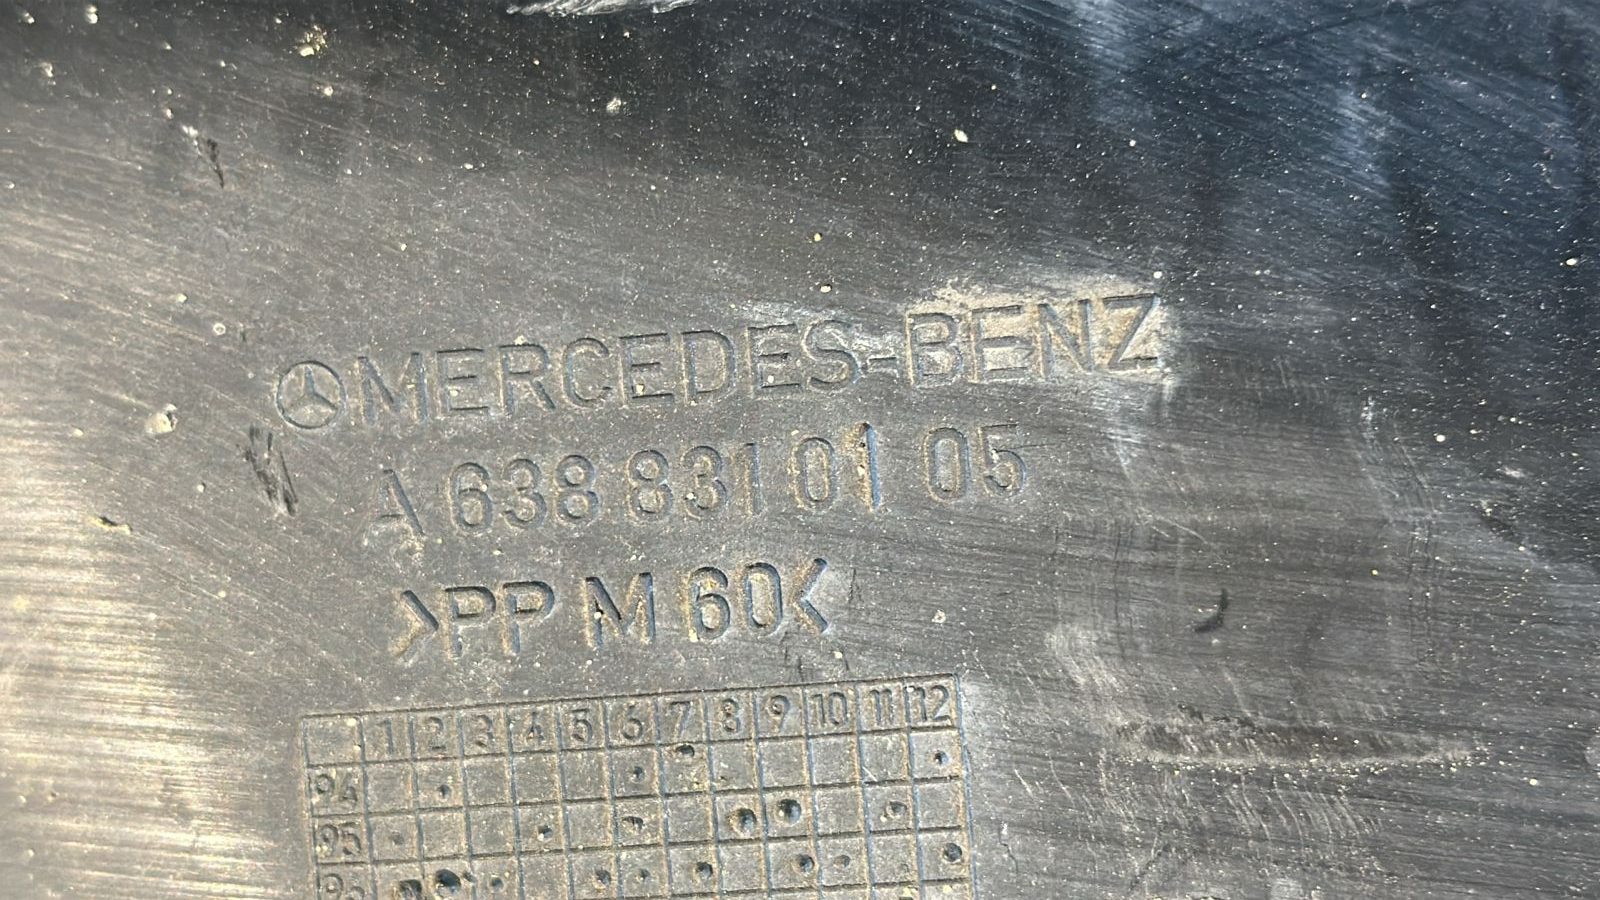 MERCEDES-BENZ
A 638 831 01 05
>PP M 60<
1 2 3 4 5 6 7 8 9 10 11 12
94
95